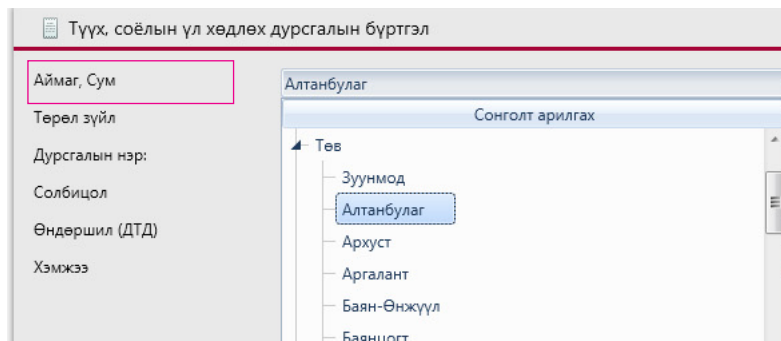 Түүх, соёлын үл хөдлөх дурсгалын бүртгэл
Аймаг, Сум
Төрөл зүйл
Дурсгалын нэр:
Солбицол
Өндөршил (ДТД)
Хэмжээ
Алтанбулаг
Сонголт арилгах
Төв
Зуунмод
Алтанбулаг
Архуст
Аргалант
Баян-Өнжүүл
Баянцогт